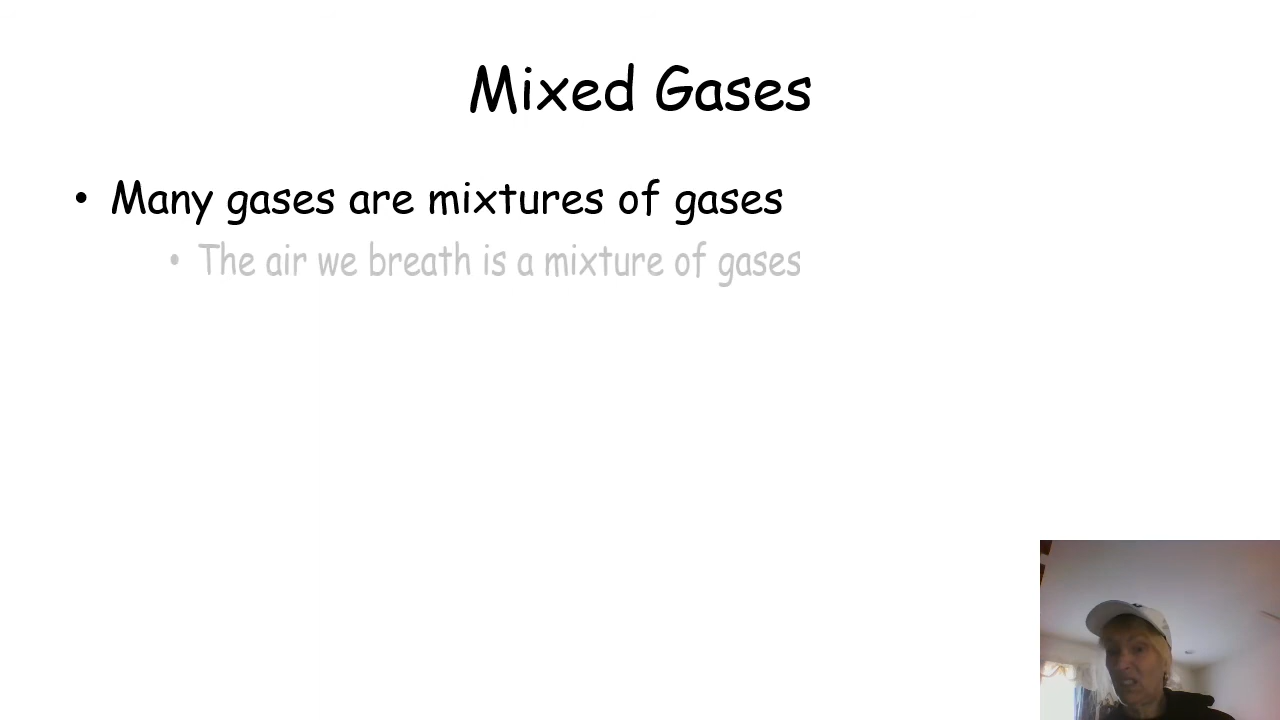 Mixed Gases
• Many gases are mixtures of gases
• The air we breath is a mixture of gases